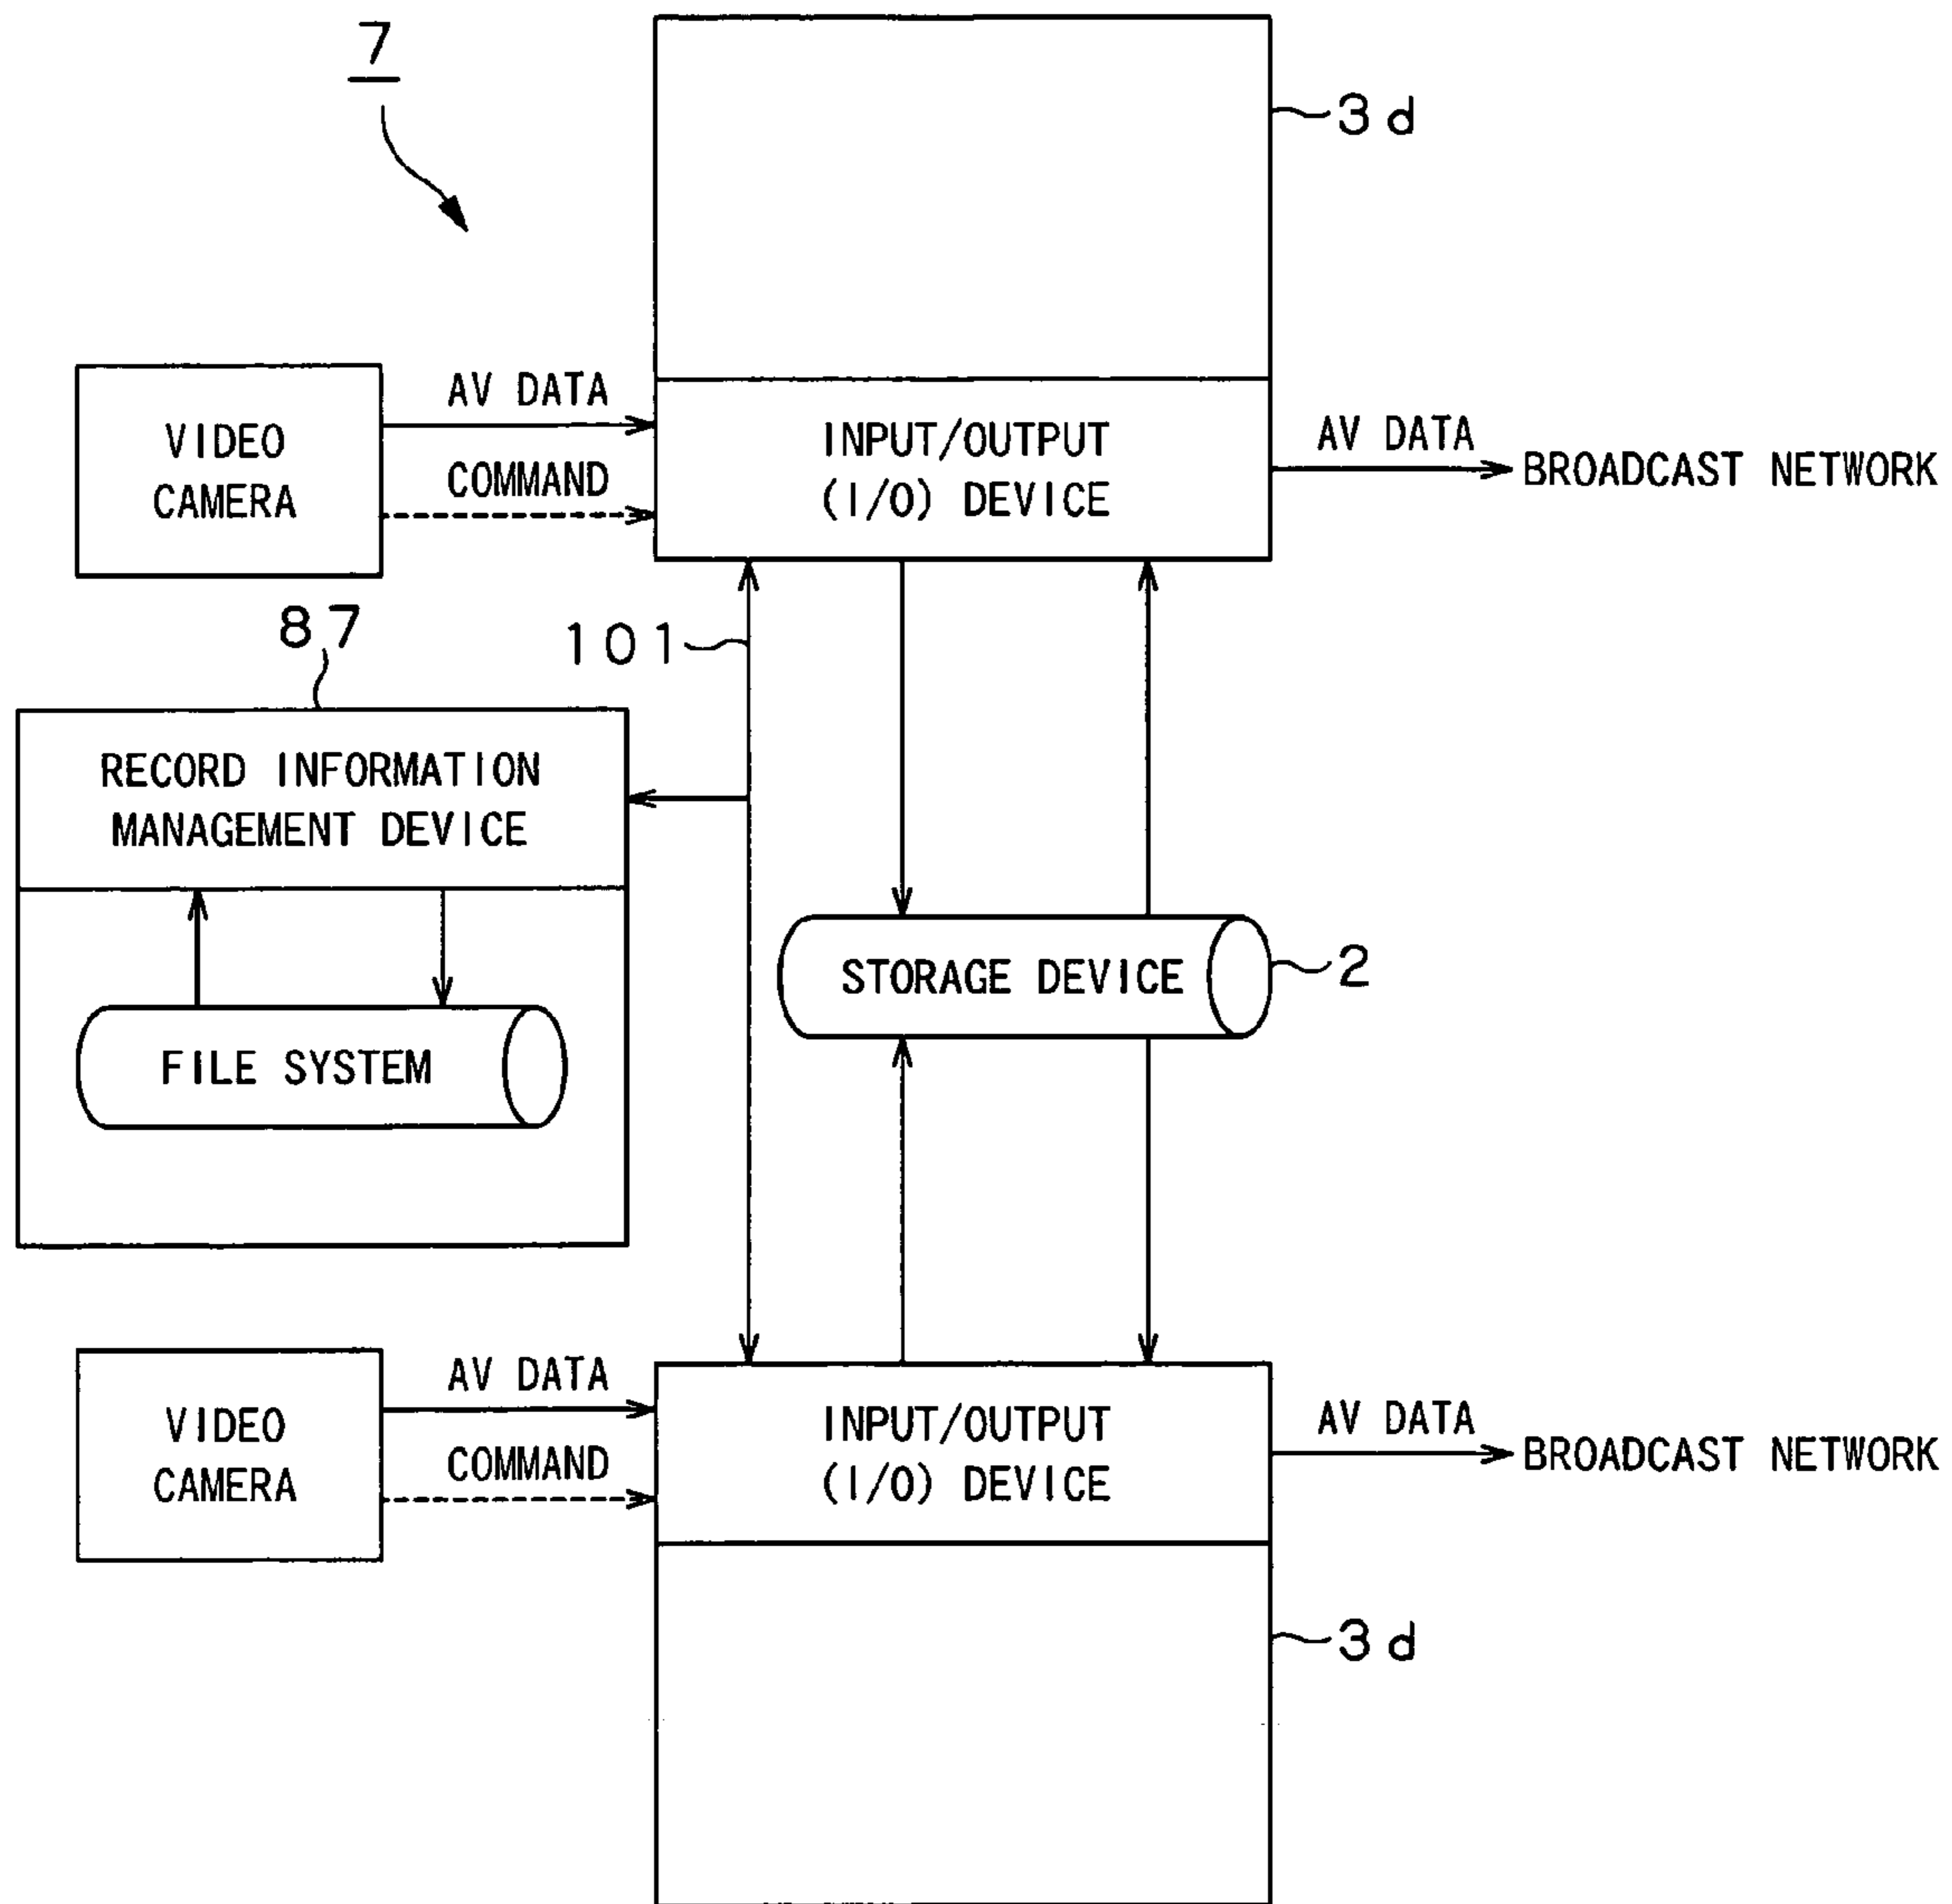 7
3d
VIDEO
CAMERA
AV DATA
COMMAND
INPUT/OUTPUT
(I/O) DEVICE
AV DATA
BROADCAST NETWORK
87
101
RECORD INFORMATION
MANAGEMENT DEVICE
FILE SYSTEM
STORAGE DEVICE
2
VIDEO
CAMERA
AV DATA
COMMAND
INPUT/OUTPUT
(I/O) DEVICE
AV DATA
BROADCAST NETWORK
3d